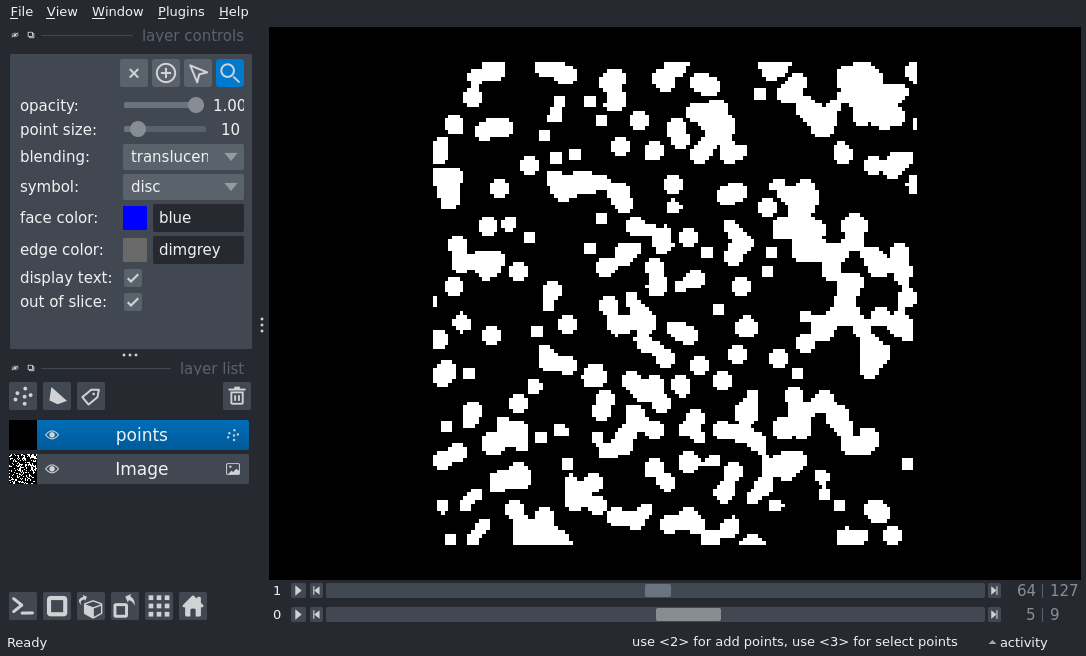 File View Window Plugins Help
layer controls
opacity: 1.00
point size: 10
blending: translucen
symbol: disc
face color: blue
edge color: dimgrey
display text:
out of slice:
layer list
points
Image
1 64 | 127
0 5 | 9
Ready use <2> for add points, use <3> for select points activity